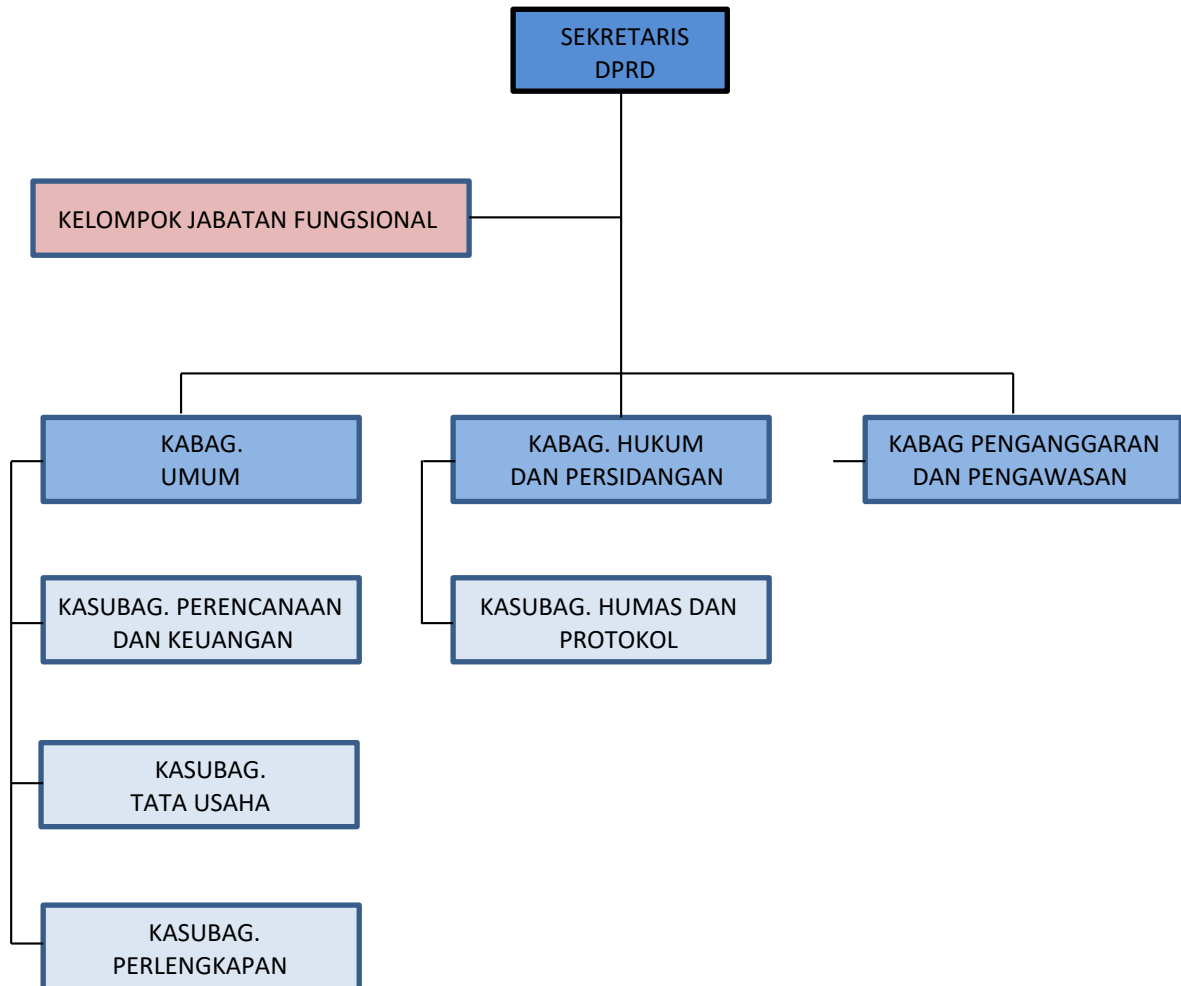 SEKRETARIS
DPRD
KELOMPOK JABATAN FUNGSIONAL
KABAG.
UMUM
KABAG. HUKUM
DAN PERSIDANGAN
KABAG PENGANGGARAN
DAN PENGAWASAN
KASUBAG. PERENCANAAN
DAN KEUANGAN
KASUBAG. HUMAS DAN
PROTOKOL
KASUBAG.
TATA USAHA
KASUBAG.
PERLENGKAPAN